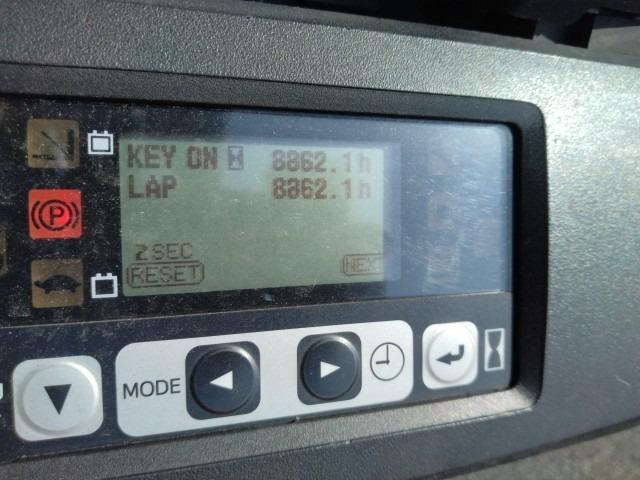 KEY ON 8862.1h
LAP 8862.1h
2SEC
RESET
NEXT
P
MODE